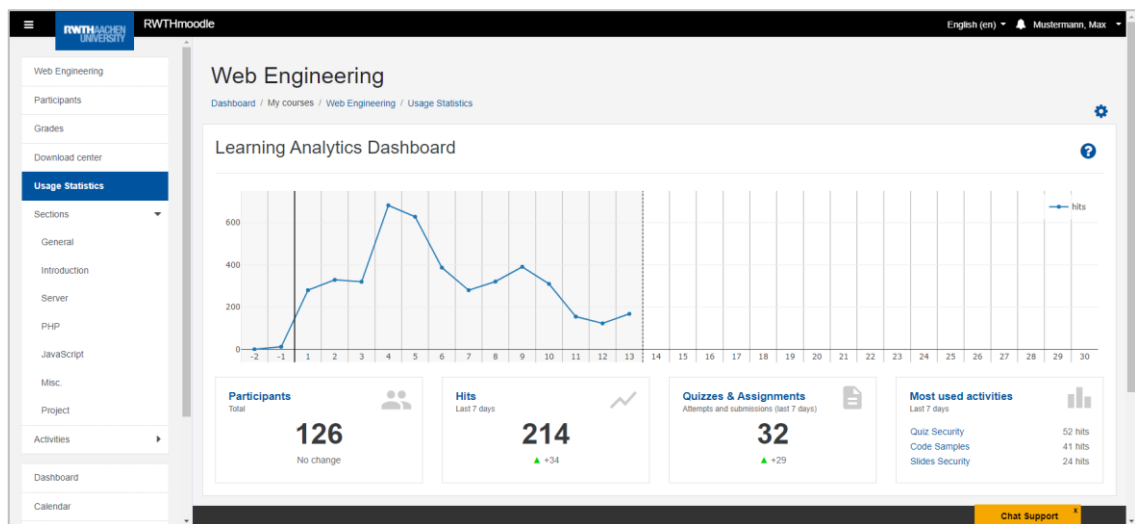 RWTHAACHEN
UNIVERSITY
RWTHmoodle
English (en)
Mustermann, Max
Web Engineering
Participants
Grades
Download center
Usage Statistics
Sections
General
Introduction
Server
PHP
JavaScript
Misc.
Project
Activities
Dashboard
Calendar
Web Engineering
Dashboard / My courses / Web Engineering / Usage Statistics
Learning Analytics Dashboard
hits
600
400
200
0
-2 -1 1 2 3 4 5 6 7 8 9 10 11 12 13 14 15 16 17 18 19 20 21 22 23 24 25 26 27 28 29 30
Participants
Total
126
No change
Hits
Last 7 days
214
▲ +34
Quizzes & Assignments
Attempts and submissions (last 7 days)
32
▲ +29
Most used activities
Last 7 days
Quiz Security 52 hits
Code Samples 41 hits
Slides Security 24 hits
Chat Support x